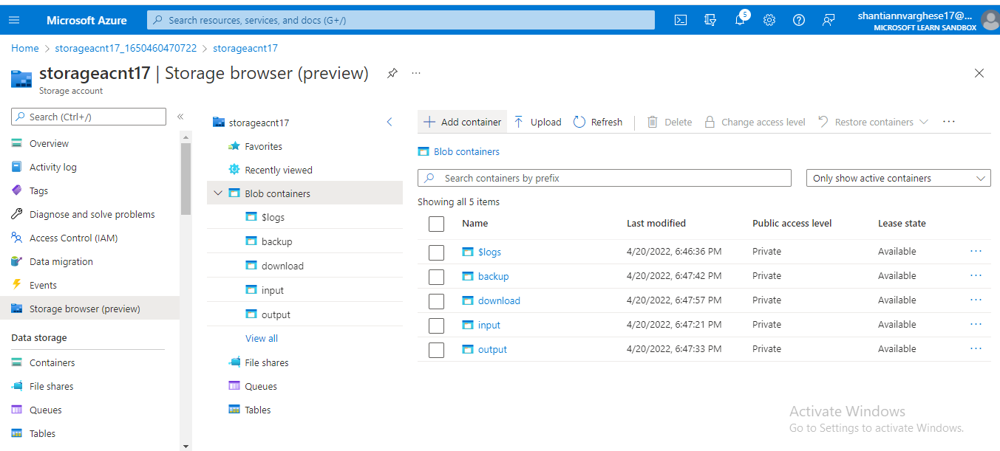 Microsoft Azure
Search resources, services, and docs (G+/)
5
shantiannvarghese17@...
MICROSOFT LEARN SANDBOX
Home > storageacnt17_1650460470722 > storageacnt17
storageacnt17 | Storage browser (preview) ...
Storage account
Search (Ctrl+/)
«
Overview
Activity log
Tags
Diagnose and solve problems
Access Control (IAM)
Data migration
Events
Storage browser (preview)
Data storage
Containers
File shares
Queues
Tables
storageacnt17
Favorites
Recently viewed
Blob containers
$logs
backup
download
input
output
View all
File shares
Queues
Tables
Add container Upload Refresh Delete Change access level Restore containers ...
Blob containers
Search containers by prefix
Only show active containers
Showing all 5 items
Name Last modified Public access level Lease state
$logs 4/20/2022, 6:46:36 PM Private Available ...
backup 4/20/2022, 6:47:42 PM Private Available ...
download 4/20/2022, 6:47:57 PM Private Available ...
input 4/20/2022, 6:47:21 PM Private Available ...
output 4/20/2022, 6:47:33 PM Private Available ...
Activate Windows
Go to Settings to activate Windows.